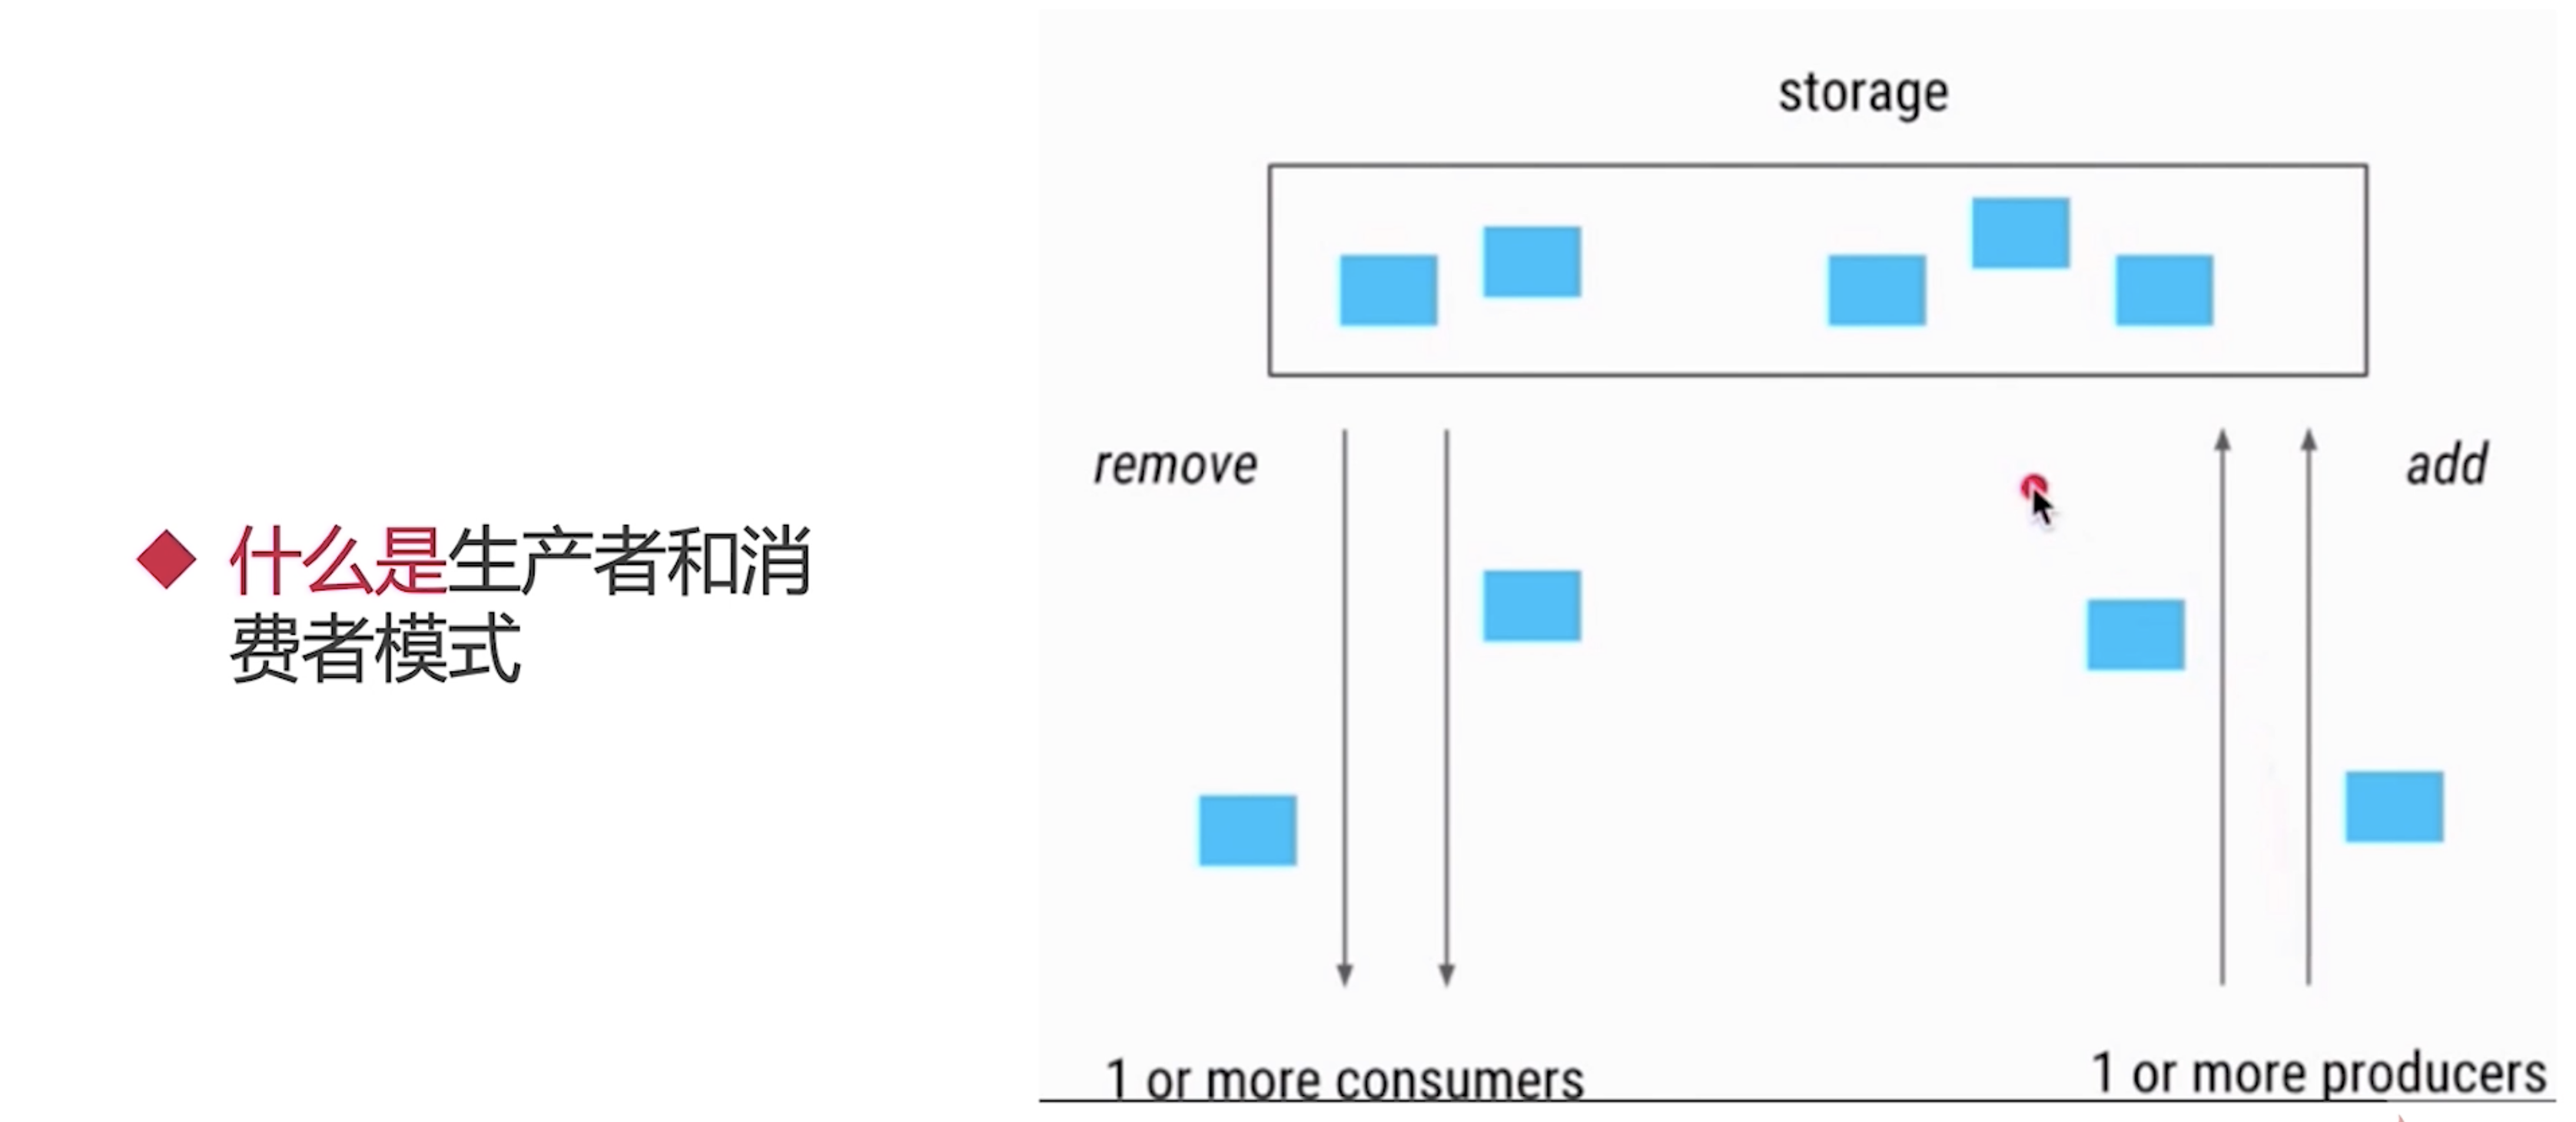 什么是生产者和消
费者模式
storage
remove
add
1 or more consumers
1 or more producers